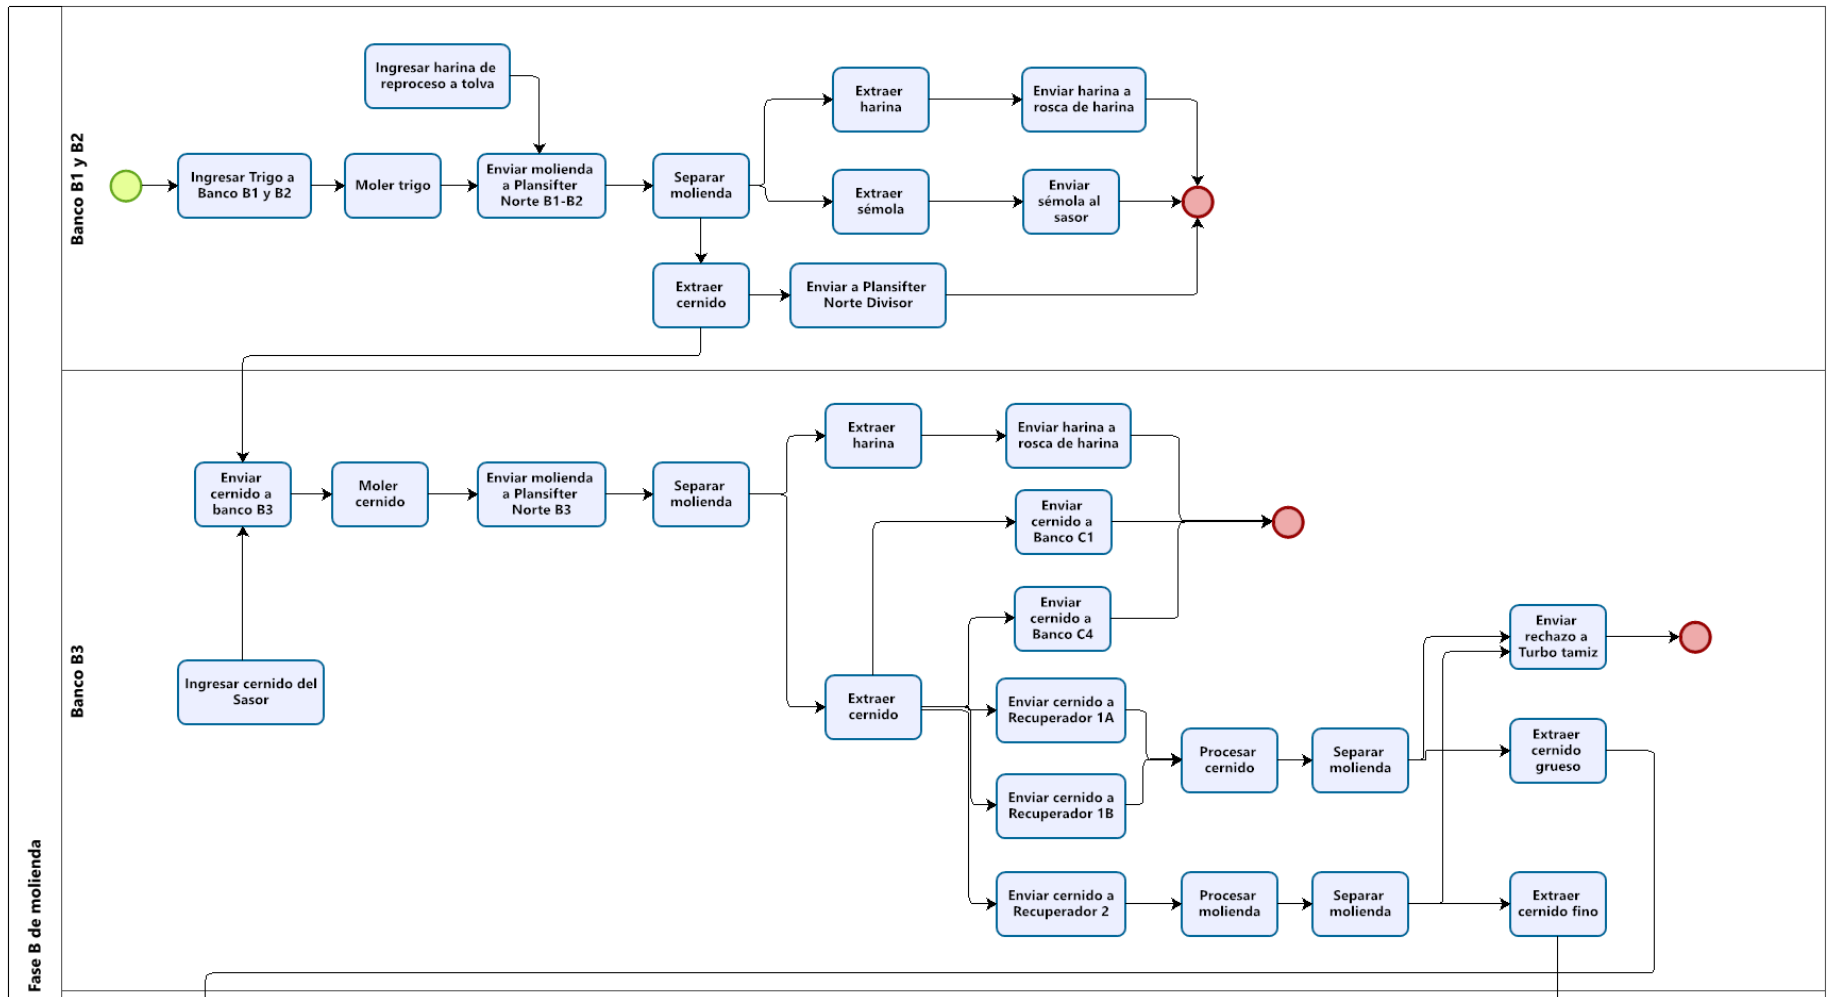 Fase B de molienda
Banco B1 y B2
Ingresar harina de
reproceso a tolva
Ingresar Trigo a
Banco B1 y B2
Moler trigo
Enviar molienda
a Plansifter
Norte B1-B2
Separar
molienda
Extraer
harina
Enviar harina a
rosca de harina
Extraer
sémola
Enviar
sémola al
sasor
Extraer
cernido
Enviar a Plansifter
Norte Divisor
Banco B3
Enviar
cernido a
banco B3
Moler
cernido
Enviar molienda
a Plansifter
Norte B3
Separar
molienda
Extraer
harina
Enviar harina a
rosca de harina
Enviar
cernido a
Banco C1
Enviar
cernido a
Banco C4
Ingresar cernido del
Sasor
Extraer
cernido
Enviar cernido a
Recuperador 1A
Enviar cernido a
Recuperador 1B
Procesar
cernido
Separar
molienda
Enviar
rechazo a
Turbo tamiz
Extraer
cernido
grueso
Enviar cernido a
Recuperador 2
Procesar
molienda
Separar
molienda
Extraer
cernido fino